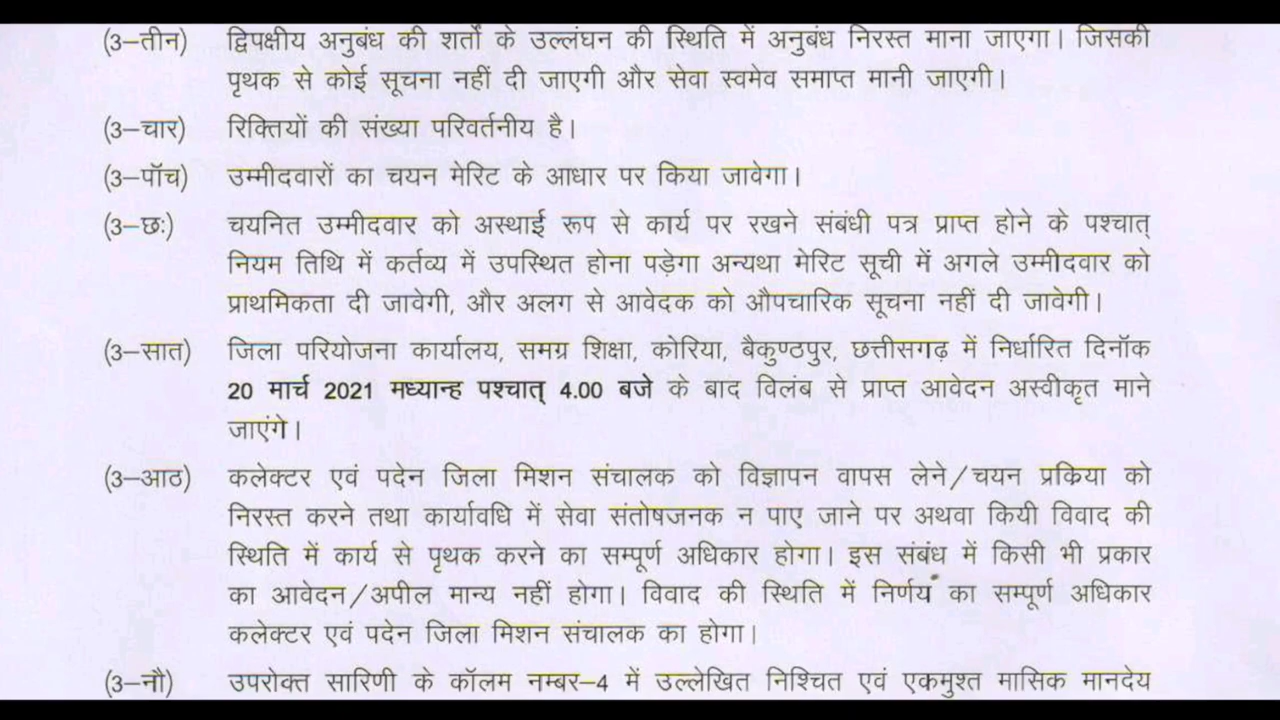 (3–तीन) द्विपक्षीय अनुबंध की शर्तों के उल्लंघन की स्थिति में अनुबंध निरस्त माना जाएगा। जिसकी
पृथक से कोई सूचना नहीं दी जाएगी और सेवा स्वमेव समाप्त मानी जाएगी।
(3–चार) रिक्तियों की संख्या परिवर्तनीय है।
(3–पॉच) उम्मीदवारों का चयन मेरिट के आधार पर किया जावेगा।
(3–छः) चयनित उम्मीदवार को अस्थाई रूप से कार्य पर रखने संबंधी पत्र प्राप्त होने के पश्चात्
नियम तिथि में कर्तव्य में उपस्थित होना पड़ेगा अन्यथा मेरिट सूची में अगले उम्मीदवार को
प्राथमिकता दी जावेगी, और अलग से आवेदक को औपचारिक सूचना नहीं दी जावेगी।
(3–सात) जिला परियोजना कार्यालय, समग्र शिक्षा, कोरिया, बैकुण्ठपुर, छत्तीसगढ़ में निर्धारित दिनॉक
20 मार्च 2021 मध्यान्ह पश्चात् 4.00 बजे के बाद विलंब से प्राप्त आवेदन अस्वीकृत माने
जाएंगे।
(3–आठ) कलेक्टर एवं पदेन जिला मिशन संचालक को विज्ञापन वापस लेने/चयन प्रक्रिया को
निरस्त करने तथा कार्यावधि में सेवा संतोषजनक न पाए जाने पर अथवा कियी विवाद की
स्थिति में कार्य से पृथक करने का सम्पूर्ण अधिकार होगा। इस सबंध में किसी भी प्रकार
का आवेदन/अपील मान्य नहीं होगा। विवाद की स्थिति में निर्णय का सम्पूर्ण अधिकार
कलेक्टर एवं पदेन जिला मिशन संचालक का होगा।
(3–नौ) उपरोक्त सारिणी के कॉलम नम्बर–4 में उल्लेखित निश्चित एवं एकमुश्त मासिक मानदेय